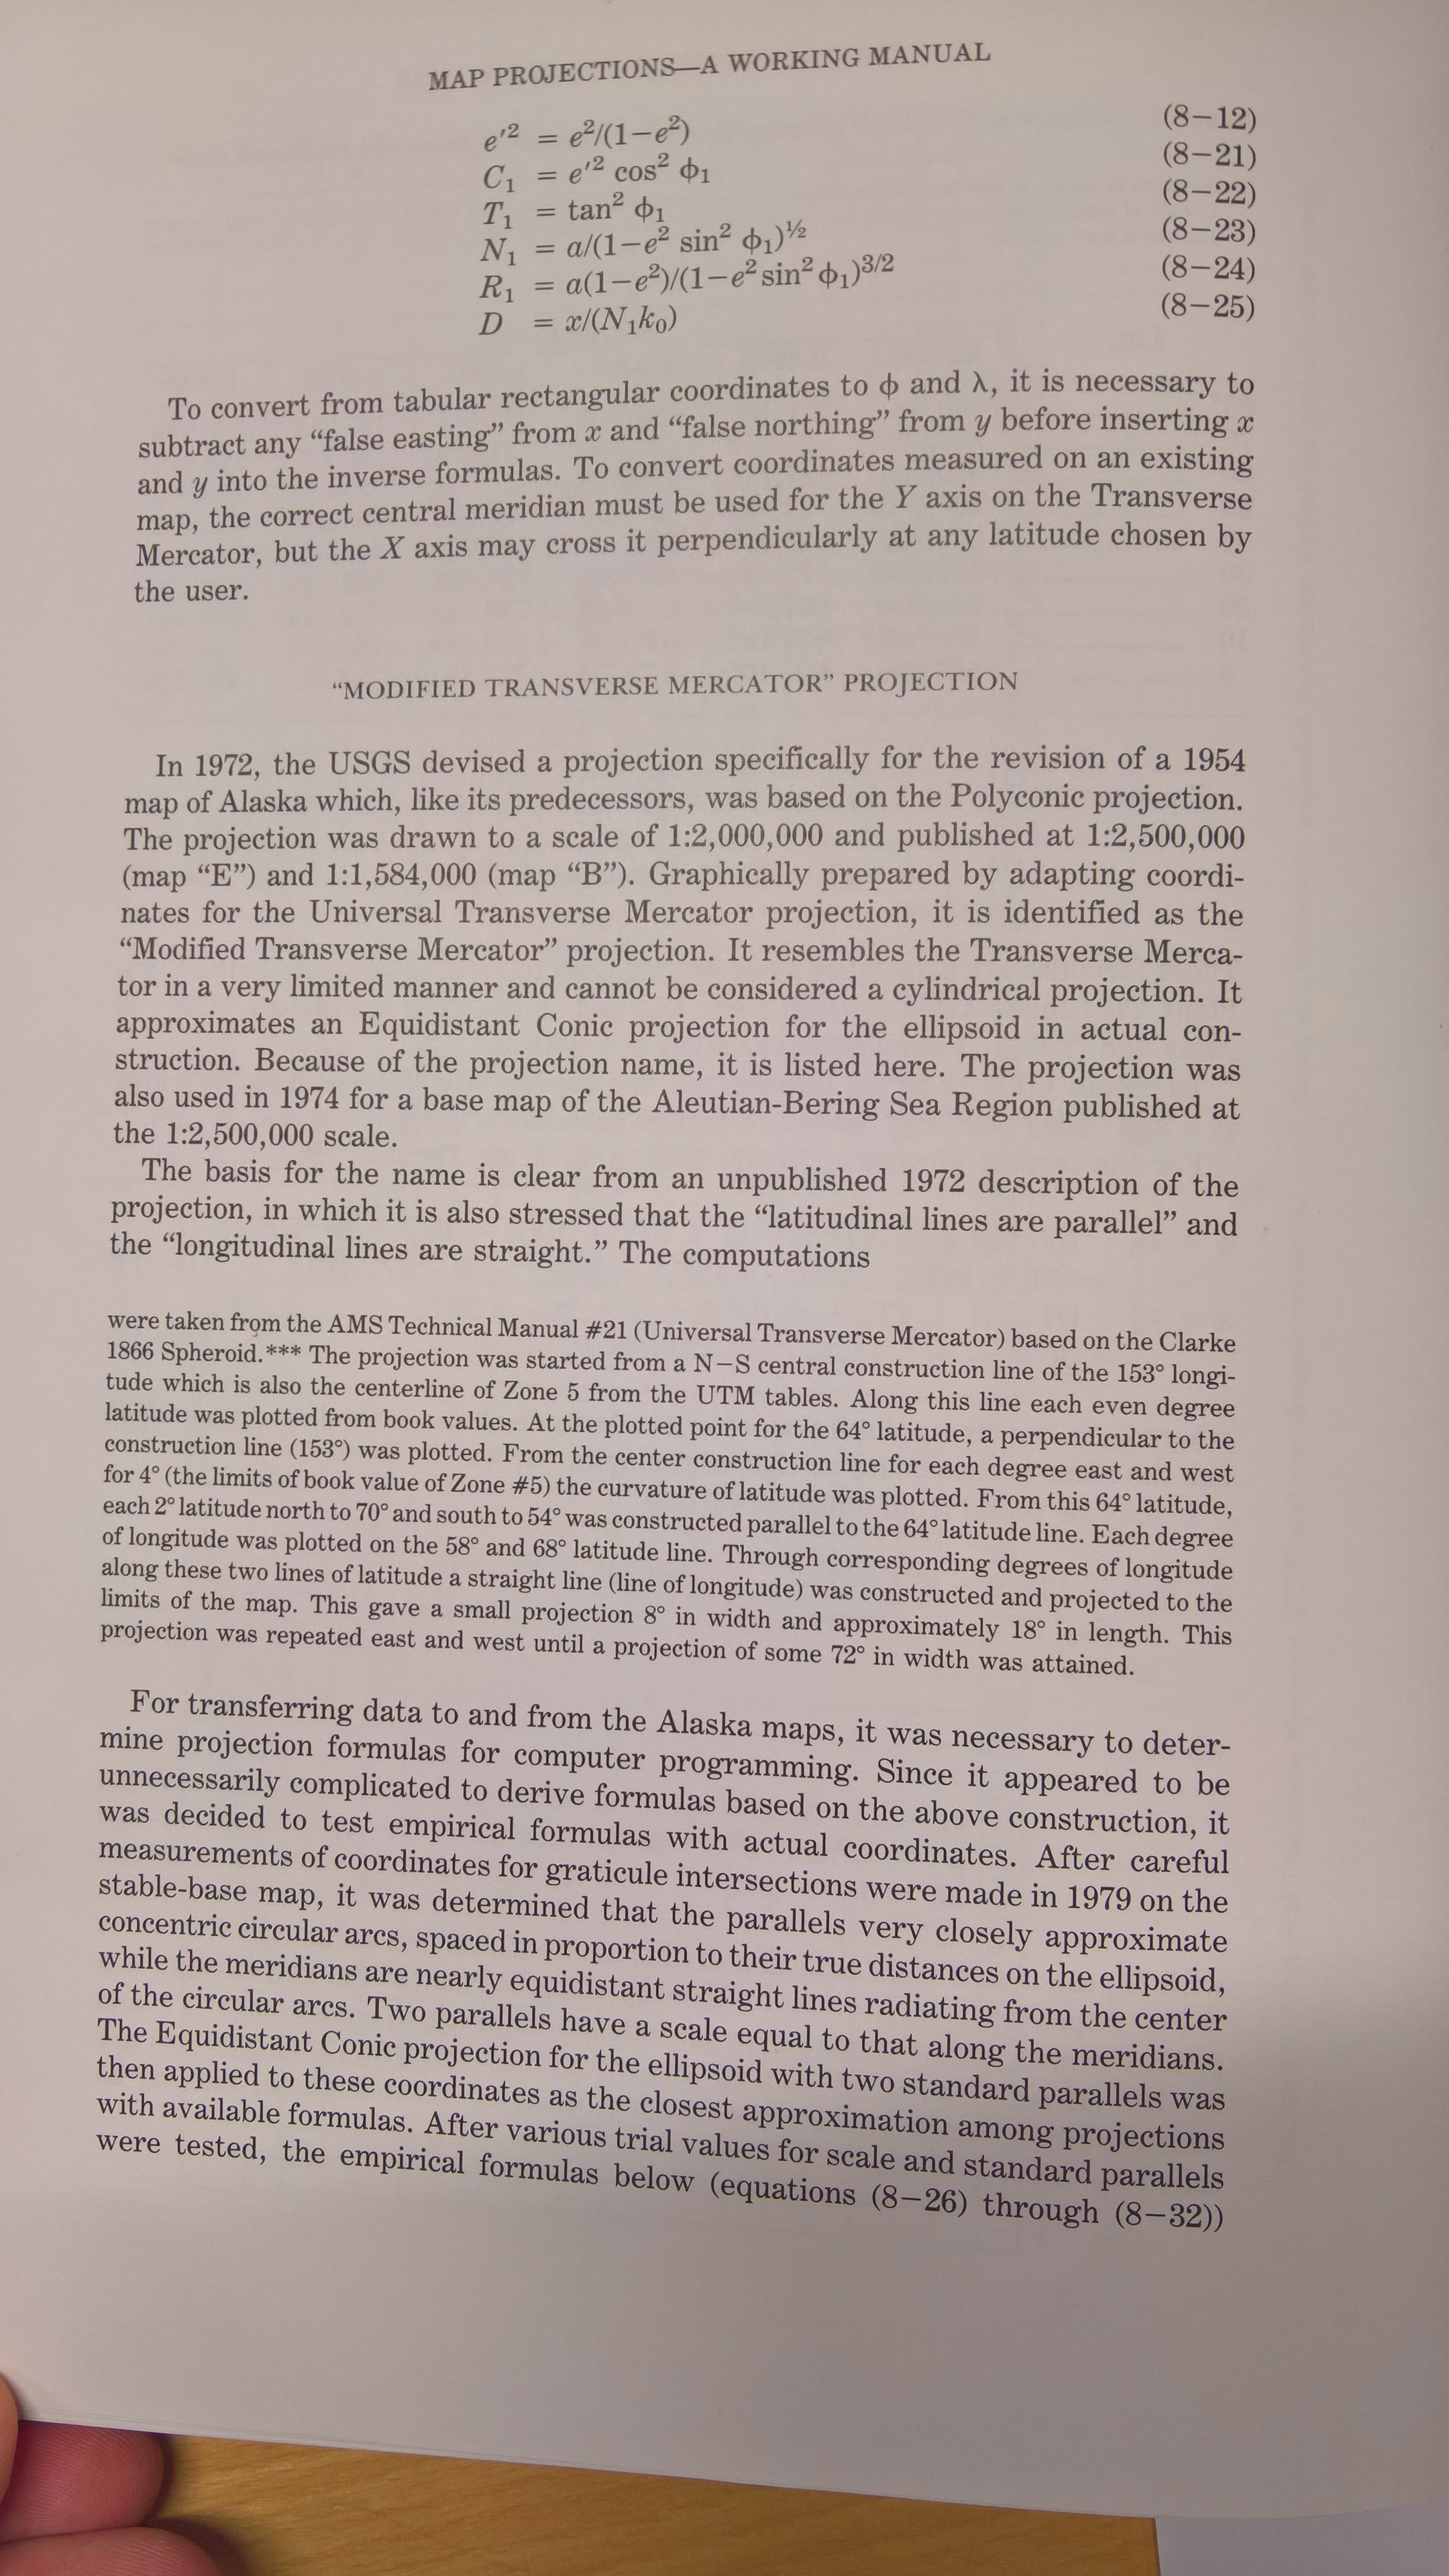 MAP PROJECTIONS—A WORKING MANUAL
e′² = e²/(1−e²) (8−12)
C₁ = e′² cos² ϕ₁ (8−21)
T₁ = tan² ϕ₁ (8−22)
N₁ = a/(1−e² sin² ϕ₁)^½ (8−23)
R₁ = a(1−e²)/(1−e² sin² ϕ₁)^3/2 (8−24)
D = x/(N₁k₀) (8−25)
To convert from tabular rectangular coordinates to ϕ and λ, it is necessary to
subtract any “false easting” from x and “false northing” from y before inserting x
and y into the inverse formulas. To convert coordinates measured on an existing
map, the correct central meridian must be used for the Y axis on the Transverse
Mercator, but the X axis may cross it perpendicularly at any latitude chosen by
the user.
“MODIFIED TRANSVERSE MERCATOR” PROJECTION
In 1972, the USGS devised a projection specifically for the revision of a 1954
map of Alaska which, like its predecessors, was based on the Polyconic projection.
The projection was drawn to a scale of 1:2,000,000 and published at 1:2,500,000
(map “E”) and 1:1,584,000 (map “B”). Graphically prepared by adapting coordi-
nates for the Universal Transverse Mercator projection, it is identified as the
“Modified Transverse Mercator” projection. It resembles the Transverse Merca-
tor in a very limited manner and cannot be considered a cylindrical projection. It
approximates an Equidistant Conic projection for the ellipsoid in actual con-
struction. Because of the projection name, it is listed here. The projection was
also used in 1974 for a base map of the Aleutian-Bering Sea Region published at
the 1:2,500,000 scale.
The basis for the name is clear from an unpublished 1972 description of the
projection, in which it is also stressed that the “latitudinal lines are parallel” and
the “longitudinal lines are straight.” The computations
were taken from the AMS Technical Manual #21 (Universal Transverse Mercator) based on the Clarke
1866 Spheroid.*** The projection was started from a N−S central construction line of the 153° longi-
tude which is also the centerline of Zone 5 from the UTM tables. Along this line each even degree
latitude was plotted from book values. At the plotted point for the 64° latitude, a perpendicular to the
construction line (153°) was plotted. From the center construction line for each degree east and west
for 4° (the limits of book value of Zone #5) the curvature of latitude was plotted. From this 64° latitude,
each 2° latitude north to 70° and south to 54° was constructed parallel to the 64° latitude line. Each degree
of longitude was plotted on the 58° and 68° latitude line. Through corresponding degrees of longitude
along these two lines of latitude a straight line (line of longitude) was constructed and projected to the
limits of the map. This gave a small projection 8° in width and approximately 18° in length. This
projection was repeated east and west until a projection of some 72° in width was attained.
For transferring data to and from the Alaska maps, it was necessary to deter-
mine projection formulas for computer programming. Since it appeared to be
unnecessarily complicated to derive formulas based on the above construction, it
was decided to test empirical formulas with actual coordinates. After careful
measurements of coordinates for graticule intersections were made in 1979 on the
stable-base map, it was determined that the parallels very closely approximate
concentric circular arcs, spaced in proportion to their true distances on the ellipsoid,
while the meridians are nearly equidistant straight lines radiating from the center
of the circular arcs. Two parallels have a scale equal to that along the meridians.
The Equidistant Conic projection for the ellipsoid with two standard parallels was
then applied to these coordinates as the closest approximation among projections
with available formulas. After various trial values for scale and standard parallels
were tested, the empirical formulas below (equations (8−26) through (8−32))